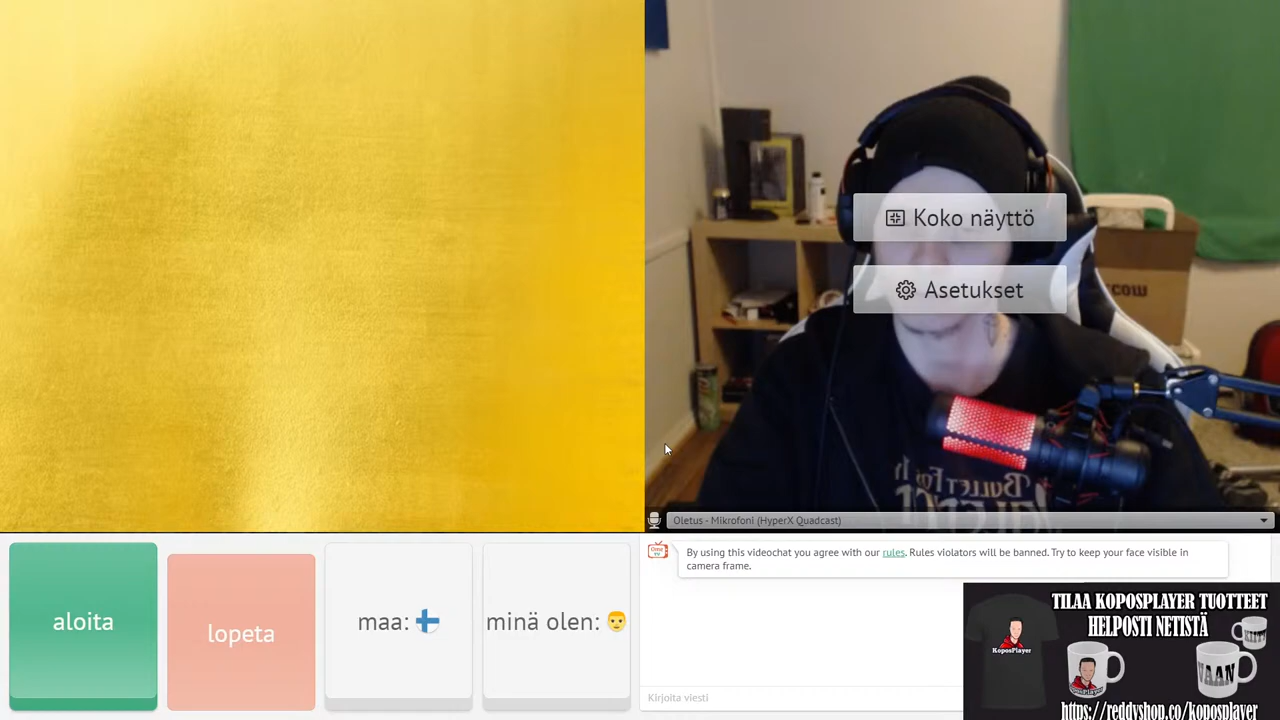 Koko näyttö
Asetukset
COW
Oletus - Mikrofoni (HyperX Quadcast)
By using this videochat you agree with our rules. Rules violators will be banned. Try to keep your face visible in
camera frame.
aloita
lopeta
maa:
minä olen:
Kirjoita viesti
TILAA KOPOSPLAYER TUOTTEET
HELPOSTI NETISTÄ
KoposPlayer
VAAN
https://reddyshop.co/koposplayer